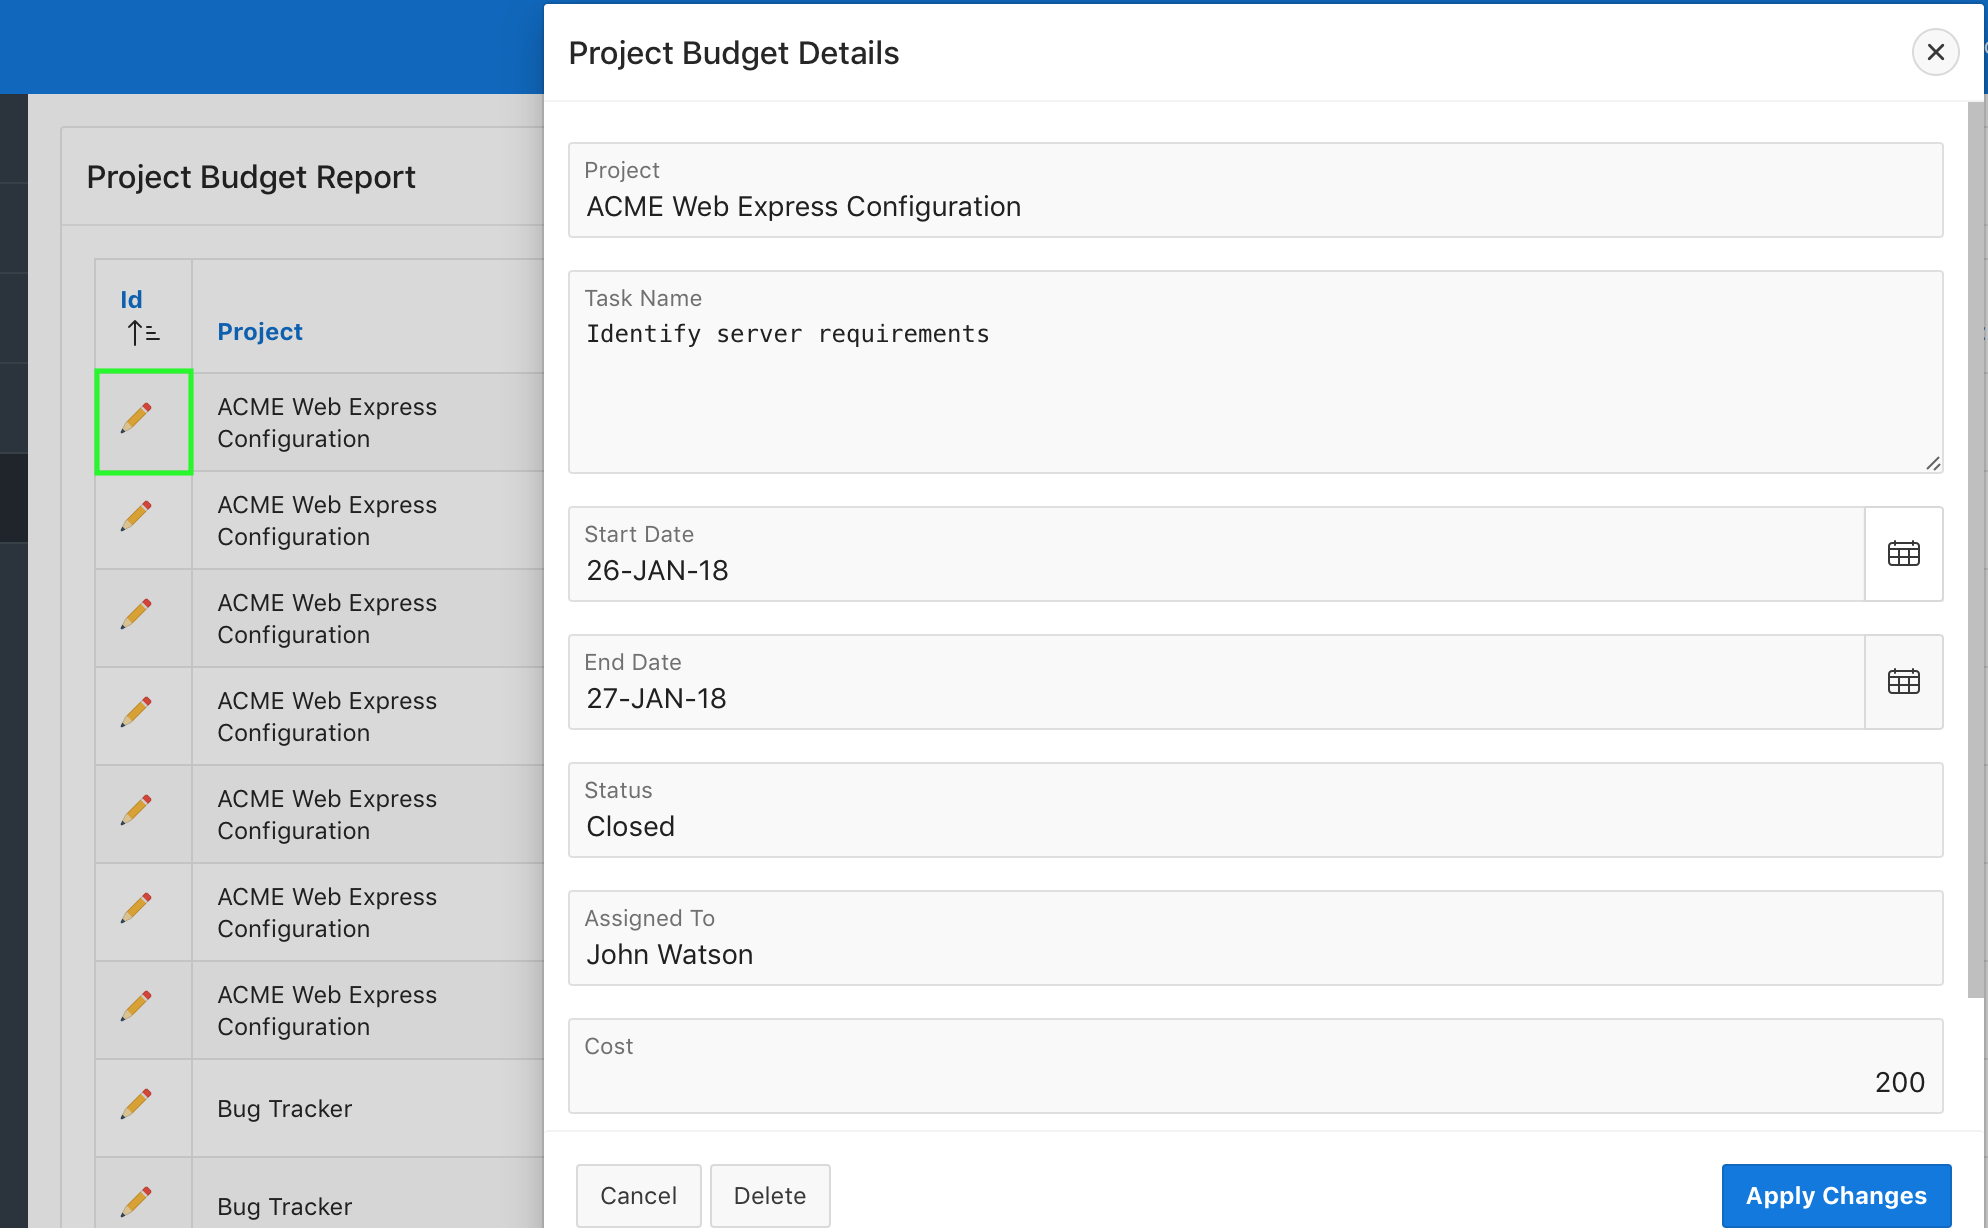 Project Budget Report
Id
Project
ACME Web Express
Configuration
ACME Web Express
Configuration
ACME Web Express
Configuration
ACME Web Express
Configuration
ACME Web Express
Configuration
ACME Web Express
Configuration
ACME Web Express
Configuration
Bug Tracker
Bug Tracker
Project Budget Details
Project
ACME Web Express Configuration
Task Name
Identify server requirements
Start Date
26-JAN-18
End Date
27-JAN-18
Status
Closed
Assigned To
John Watson
Cost
200
Cancel
Delete
Apply Changes